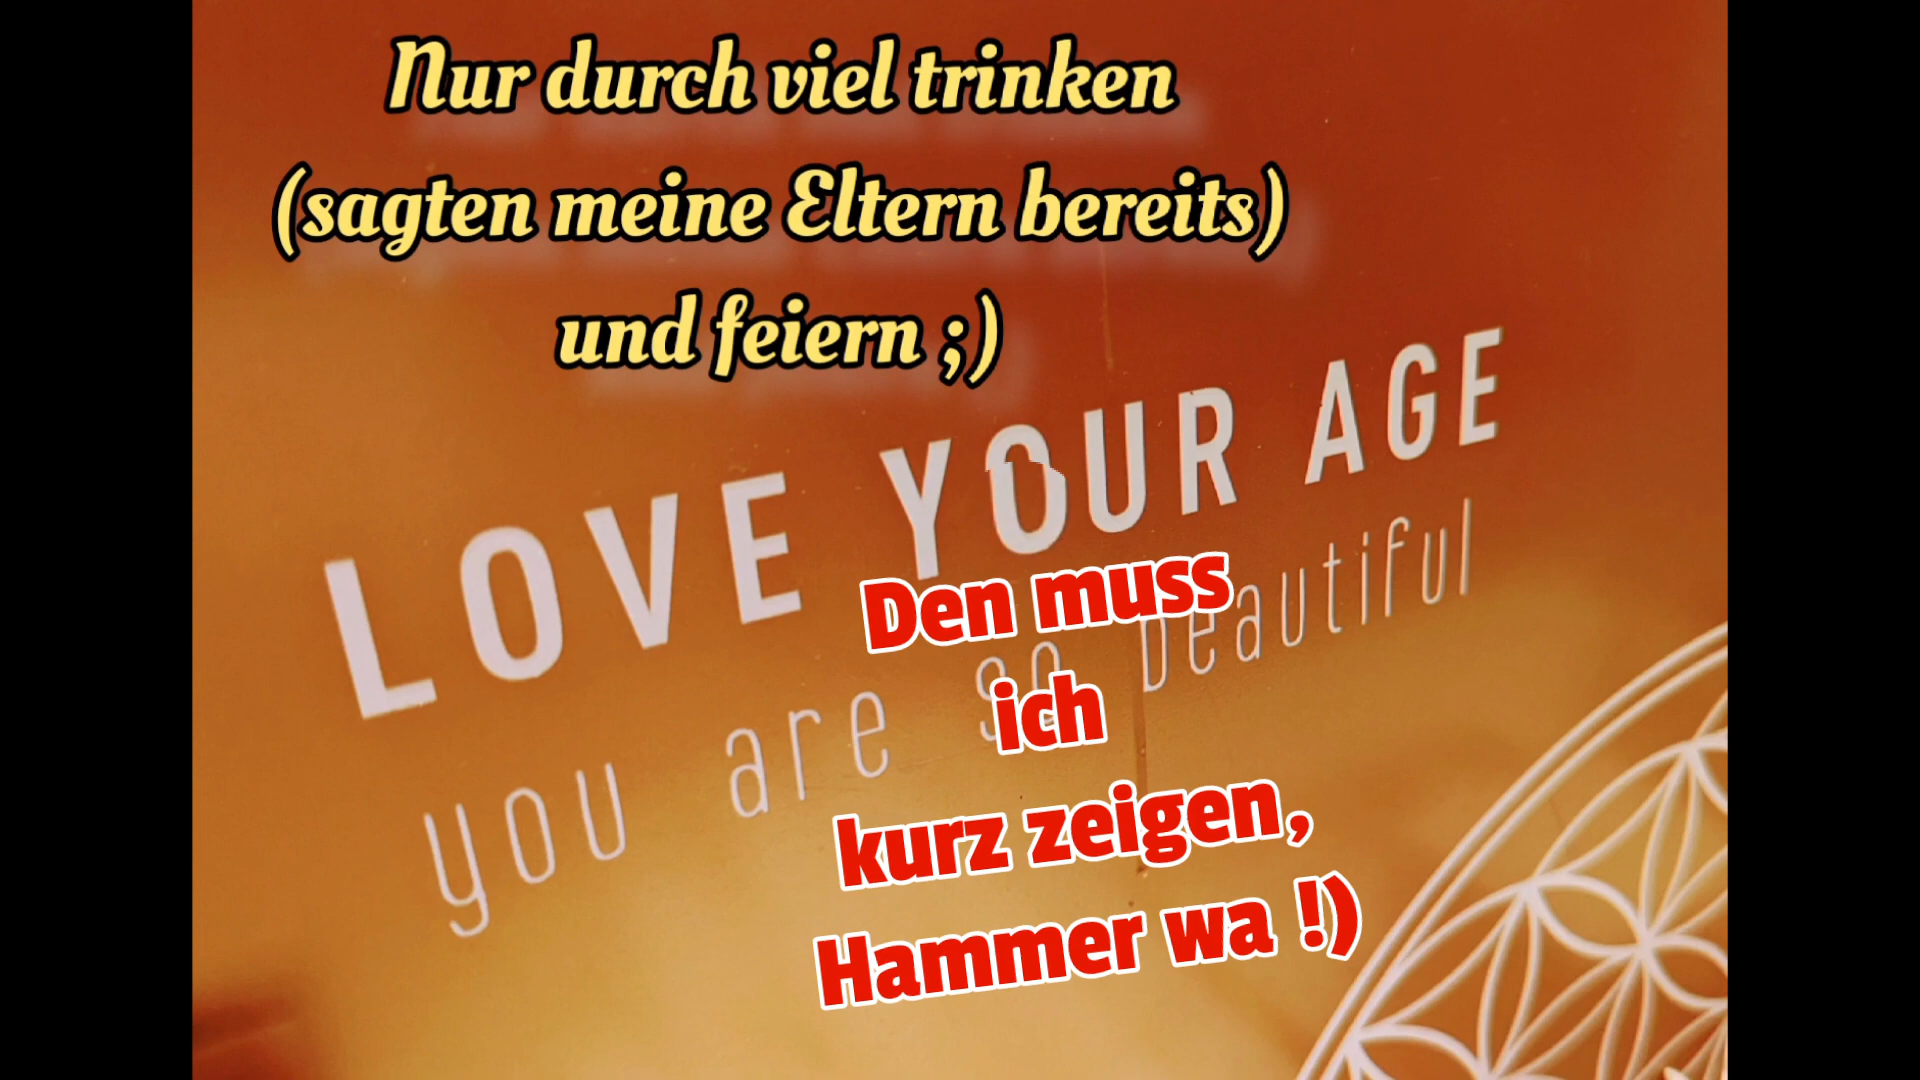 Nur durch viel trinken
(sagten meine Eltern bereits)
und feiern ;)
LOVE YOUR AGE
you are so beautiful
Den muss
ich
kurz zeigen,
Hammer wa !)